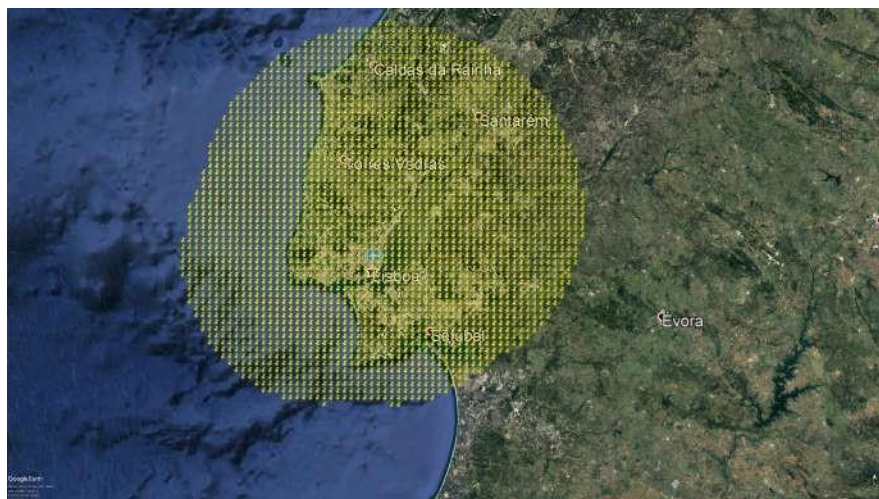 Caldas da Rainha
Santarém
Torres Vedras
Lisboa
Setúbal
Évora
Google Earth